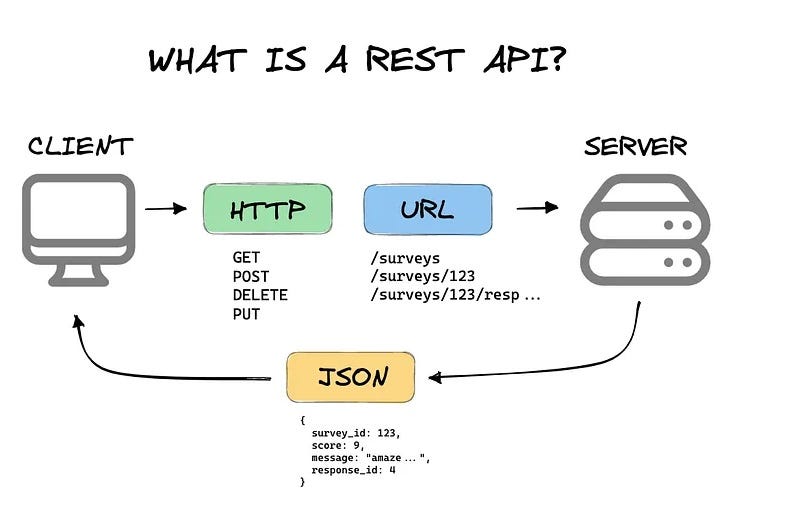 WHAT IS A REST API?
CLIENT
SERVER
HTTP
URL
GET
POST
DELETE
PUT
/surveys
/surveys/123
/surveys/123/resp ...
JSON
{
survey_id: 123,
score: 9,
message: "amaze ... ",
response_id: 4
}